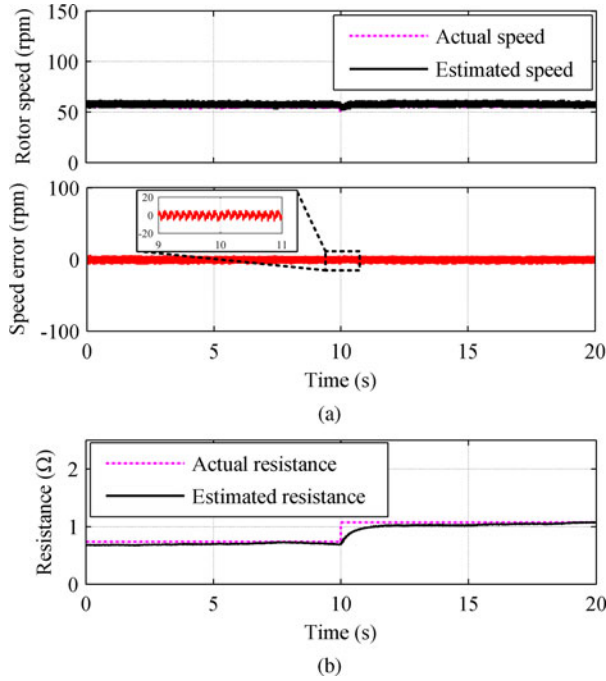 150
100
50
0
Rotor speed (rpm)
Actual speed
Estimated speed
100
0
-100
Speed error (rpm)
20
0
-20
9 10 11
0 5 10 15 20
Time (s)
(a)
2
1
0
Resistance (Ω)
Actual resistance
Estimated resistance
0 5 10 15 20
Time (s)
(b)